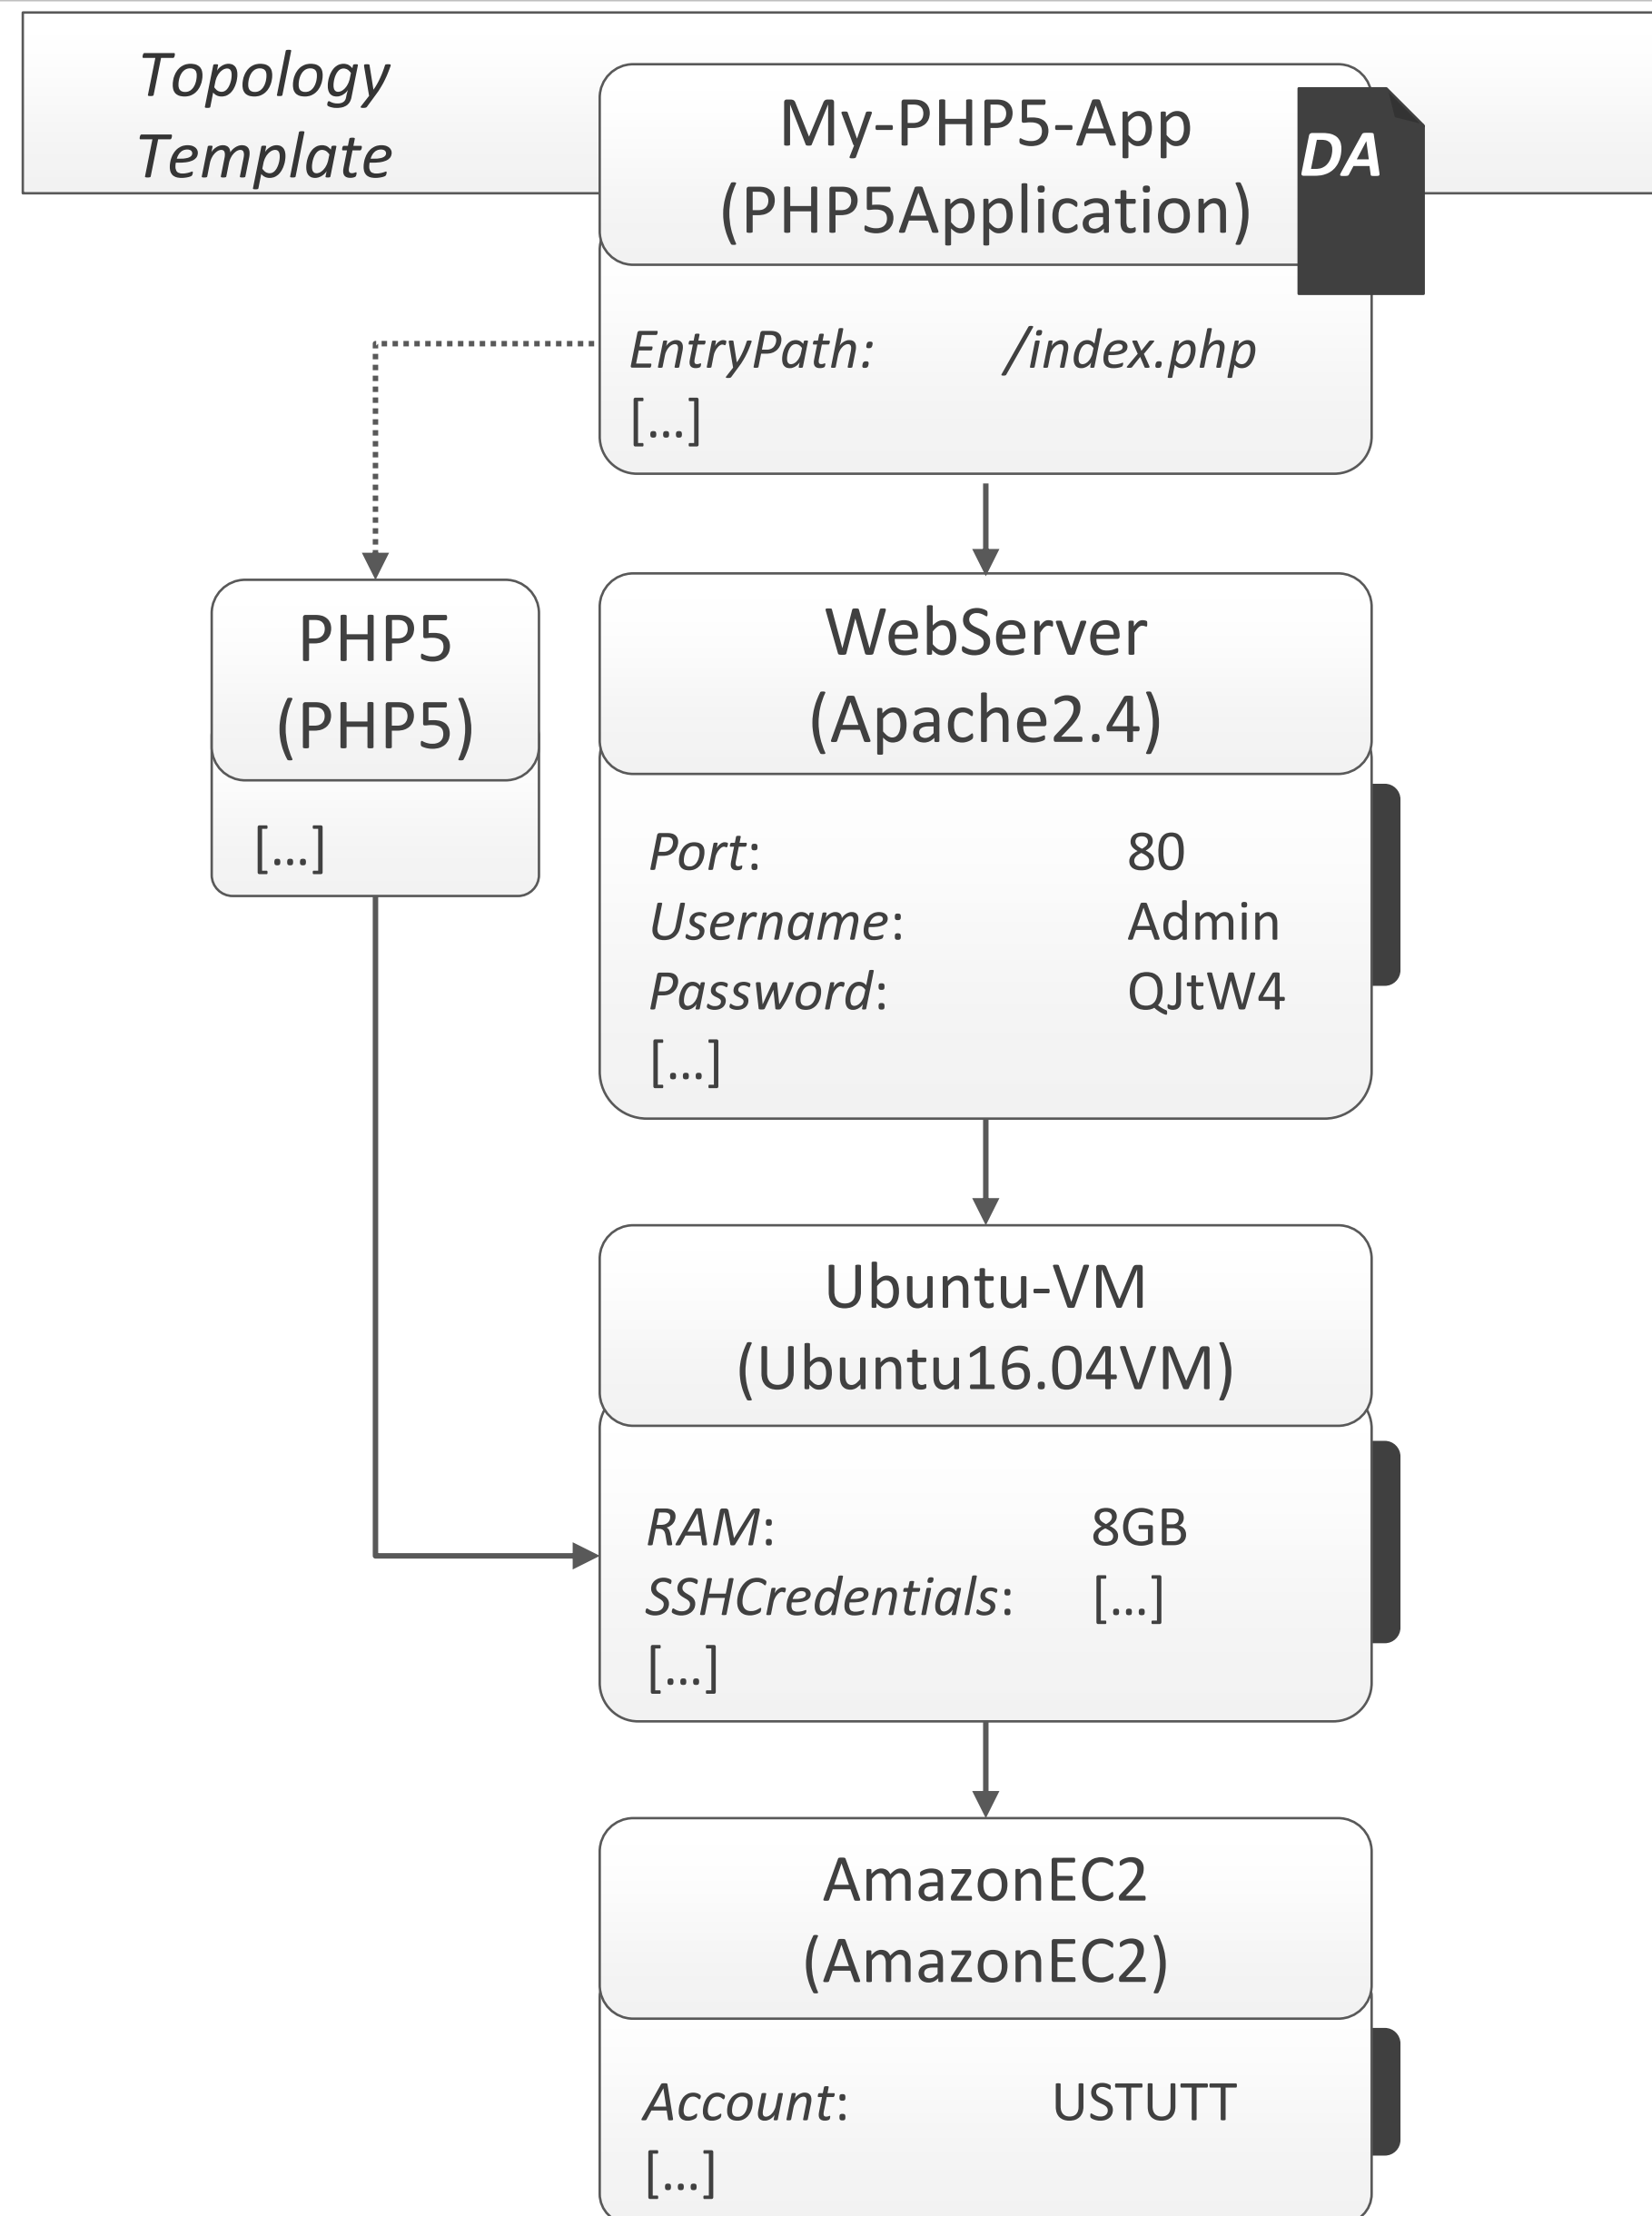 Topology
Template
My-PHP5-App
(PHP5Application)
DA
EntryPath: /index.php
[...]
PHP5
(PHP5)
[...]
WebServer
(Apache2.4)
Port: 80
Username: Admin
Password: QJtW4
[...]
Ubuntu-VM
(Ubuntu16.04VM)
RAM: 8GB
SSHCredentials: [...]
[...]
AmazonEC2
(AmazonEC2)
Account: USTUTT
[...]